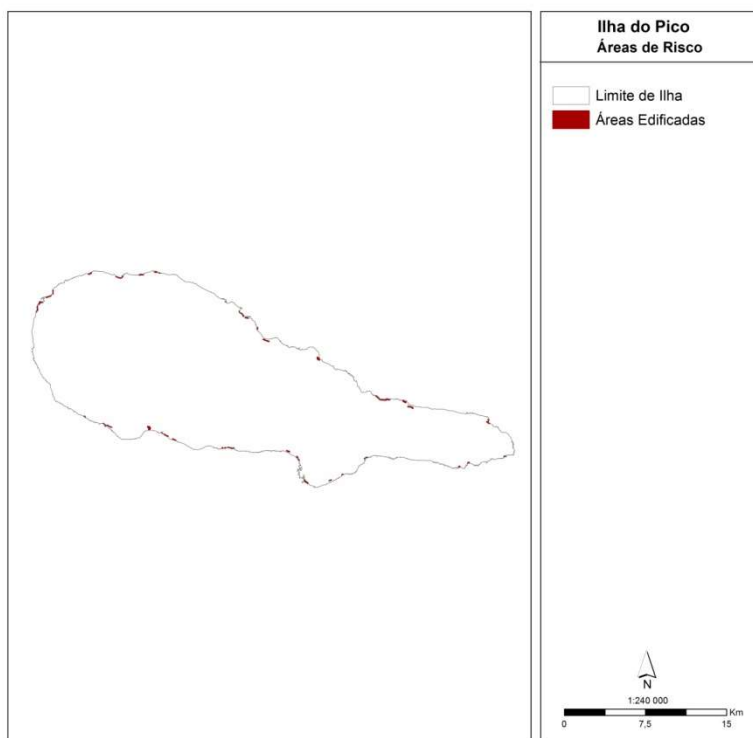 Ilha do Pico
Áreas de Risco
Limite de Ilha
Áreas Edificadas
N
1:240 000
Km
0 7,5 15